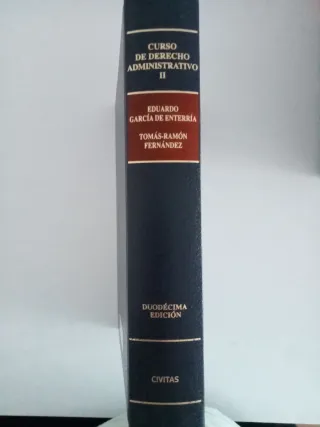 CURSO
DE DERECHO
ADMINISTRATIVO
II
EDUARDO
GARCÍA DE ENTERRÍA
TOMÁS-RAMÓN
FERNÁNDEZ
DUODÉCIMA
EDICIÓN
CIVITAS